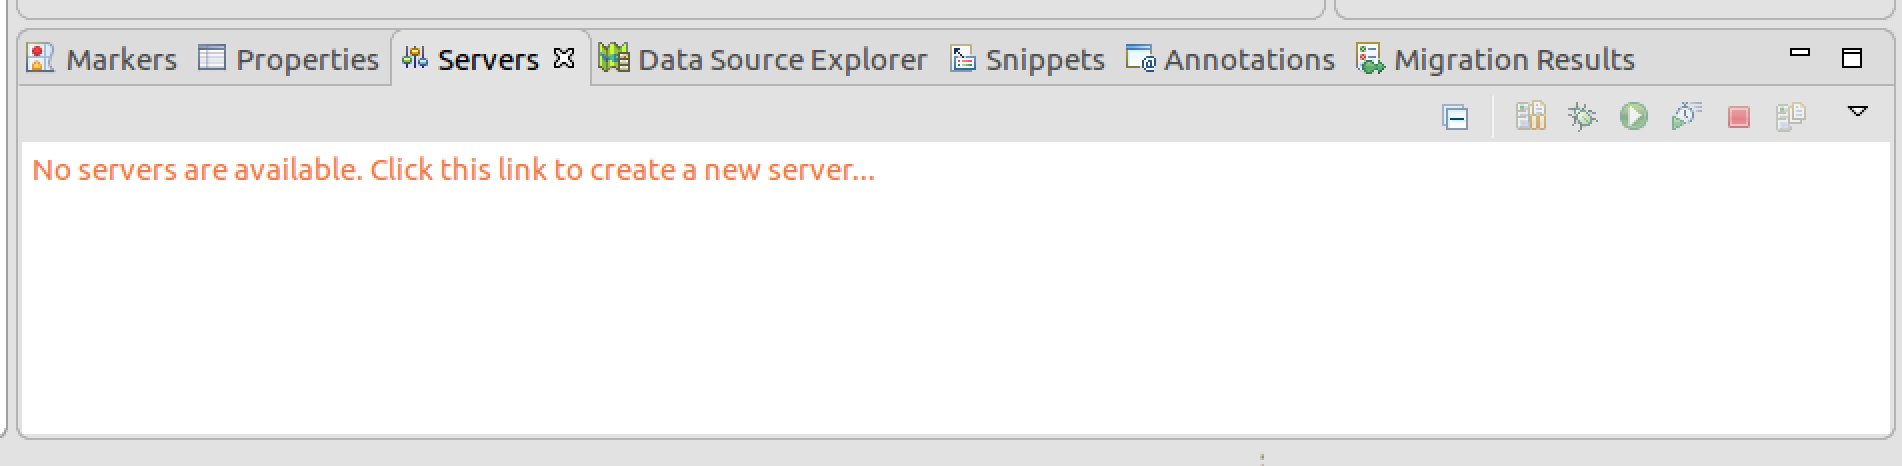 Markers Properties Servers Data Source Explorer Snippets Annotations Migration Results
No servers are available. Click this link to create a new server...